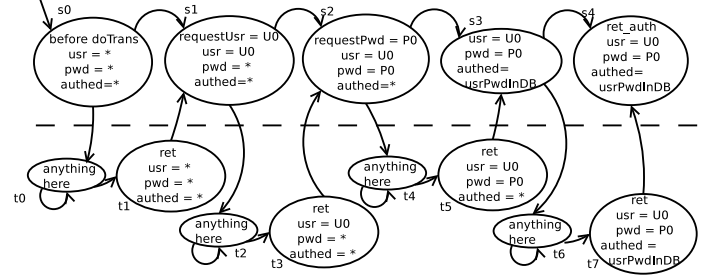 s0
before doTrans
usr = *
pwd = *
authed=*
s1
requestUsr = U0
usr = U0
pwd = *
authed=*
s2
requestPwd = P0
usr = U0
pwd = P0
authed=*
s3
usr = U0
pwd = P0
authed=
usrPwdInDB
s4
ret_auth
usr = U0
pwd = P0
authed=
usrPwdInDB
anything
here
t0
ret
usr = *
pwd = *
authed = *
t1
anything
here
t2
ret
usr = U0
pwd = *
authed = *
t3
anything
here
t4
ret
usr = U0
pwd = P0
authed = *
t5
anything
here
t6
ret
usr = U0
pwd = P0
authed =
usrPwdInDB
t7